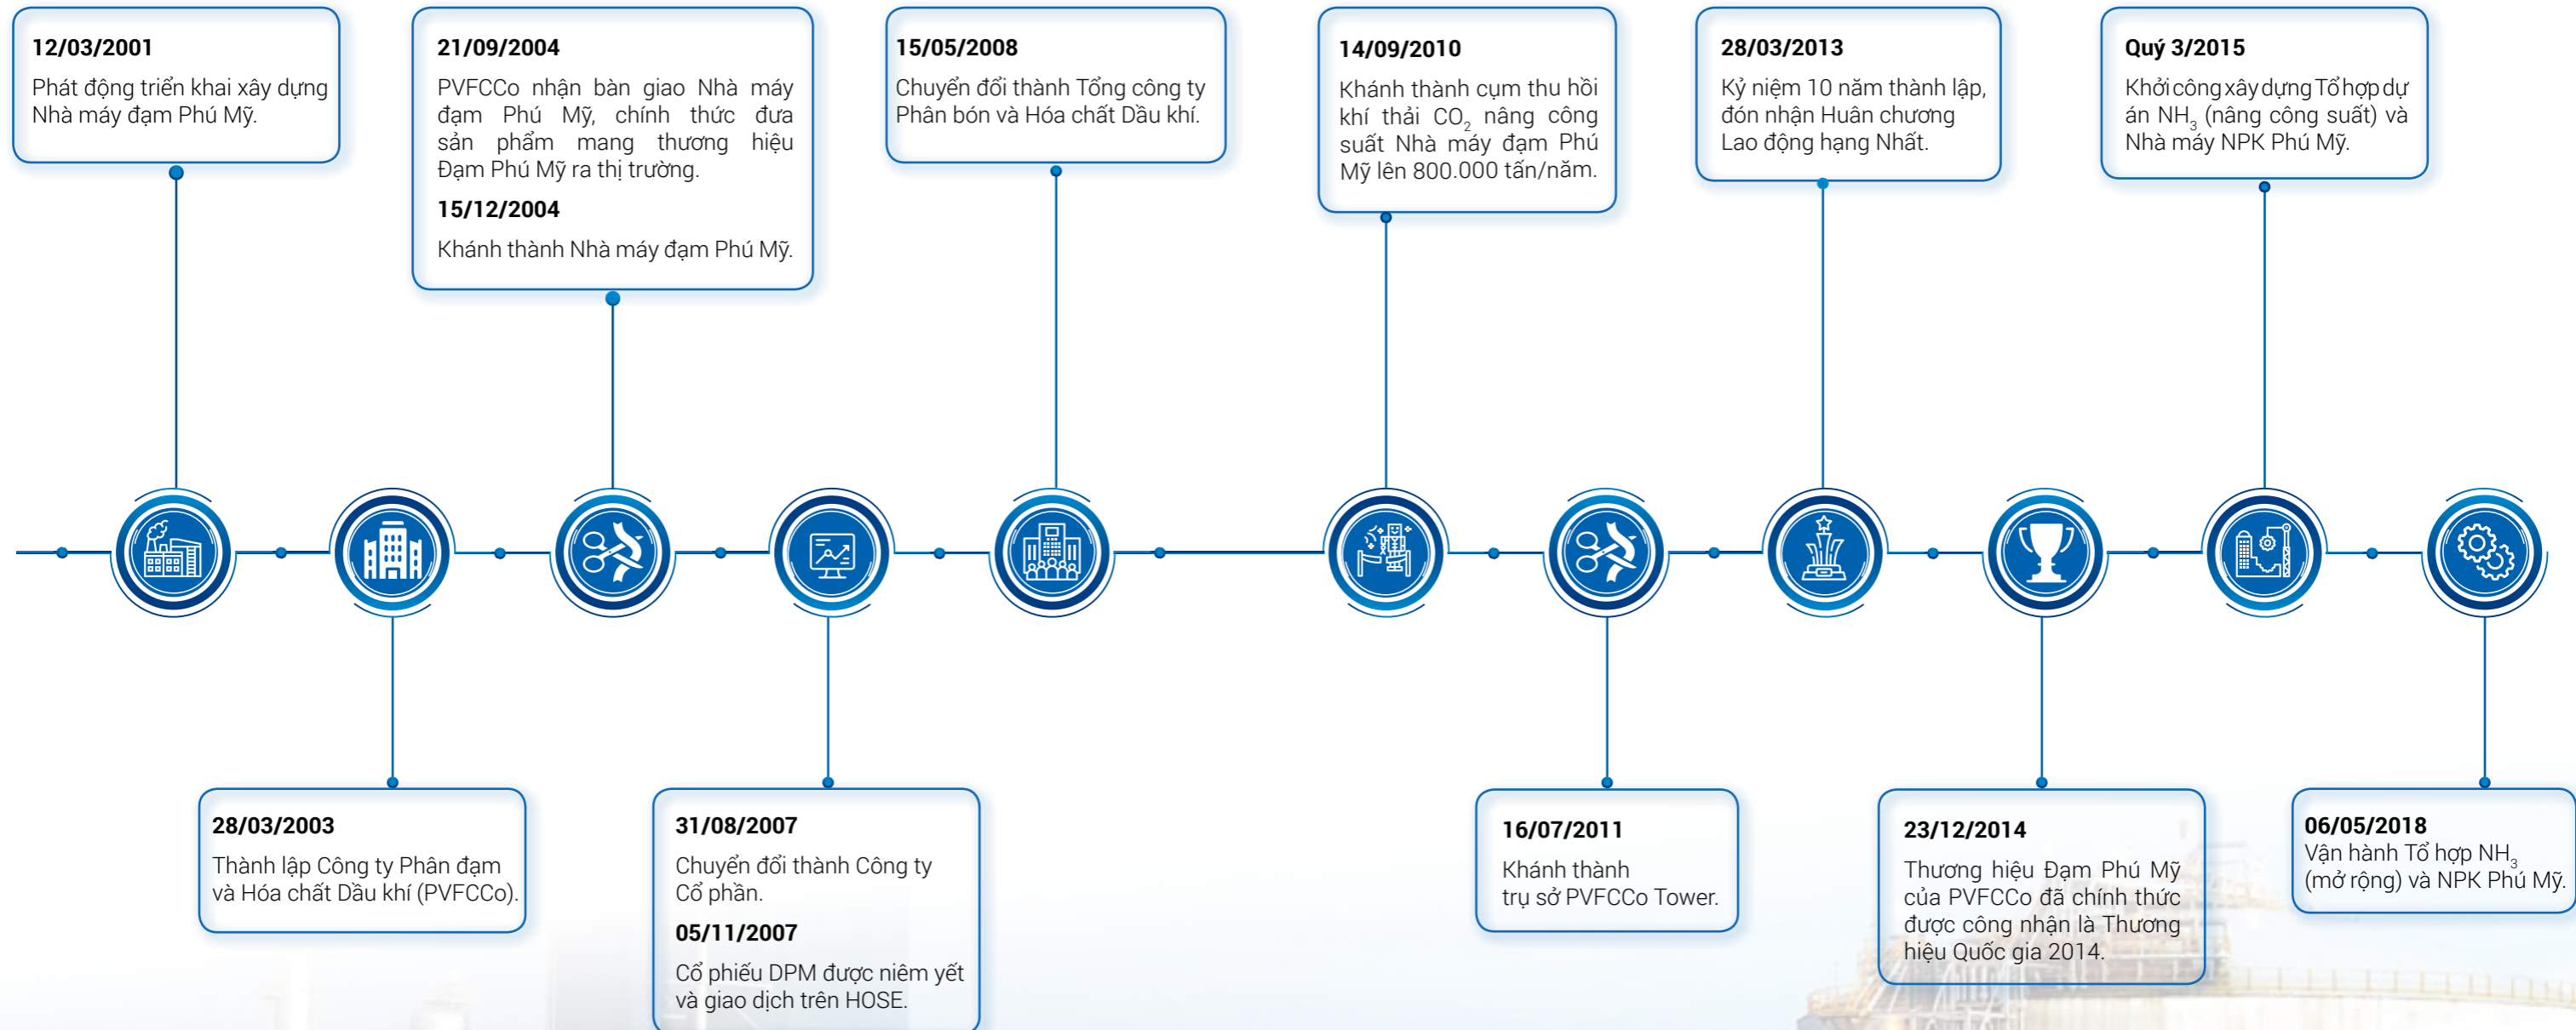 12/03/2001
Phát động triển khai xây dựng
Nhà máy đạm Phú Mỹ.
28/03/2003
Thành lập Công ty Phân đạm
và Hóa chất Dầu khí (PVFCCo).
21/09/2004
PVFCCo nhận bàn giao Nhà máy
đạm Phú Mỹ, chính thức đưa
sản phẩm mang thương hiệu
Đạm Phú Mỹ ra thị trường.
15/12/2004
Khánh thành Nhà máy đạm Phú Mỹ.
31/08/2007
Chuyển đổi thành Công ty
Cổ phần.
05/11/2007
Cổ phiếu DPM được niêm yết
và giao dịch trên HOSE.
15/05/2008
Chuyển đổi thành Tổng công ty
Phân bón và Hóa chất Dầu khí.
14/09/2010
Khánh thành cụm thu hồi
khí thải CO₂ nâng công
suất Nhà máy đạm Phú
Mỹ lên 800.000 tấn/năm.
16/07/2011
Khánh thành
trụ sở PVFCCo Tower.
28/03/2013
Kỷ niệm 10 năm thành lập,
đón nhận Huân chương
Lao động hạng Nhất.
23/12/2014
Thương hiệu Đạm Phú Mỹ
của PVFCCo đã chính thức
được công nhận là Thương
hiệu Quốc gia 2014.
Quý 3/2015
Khởi công xây dựng Tổ hợp dự
án NH₃ (nâng công suất) và
Nhà máy NPK Phú Mỹ.
06/05/2018
Vận hành Tổ hợp NH₃
(mở rộng) và NPK Phú Mỹ.